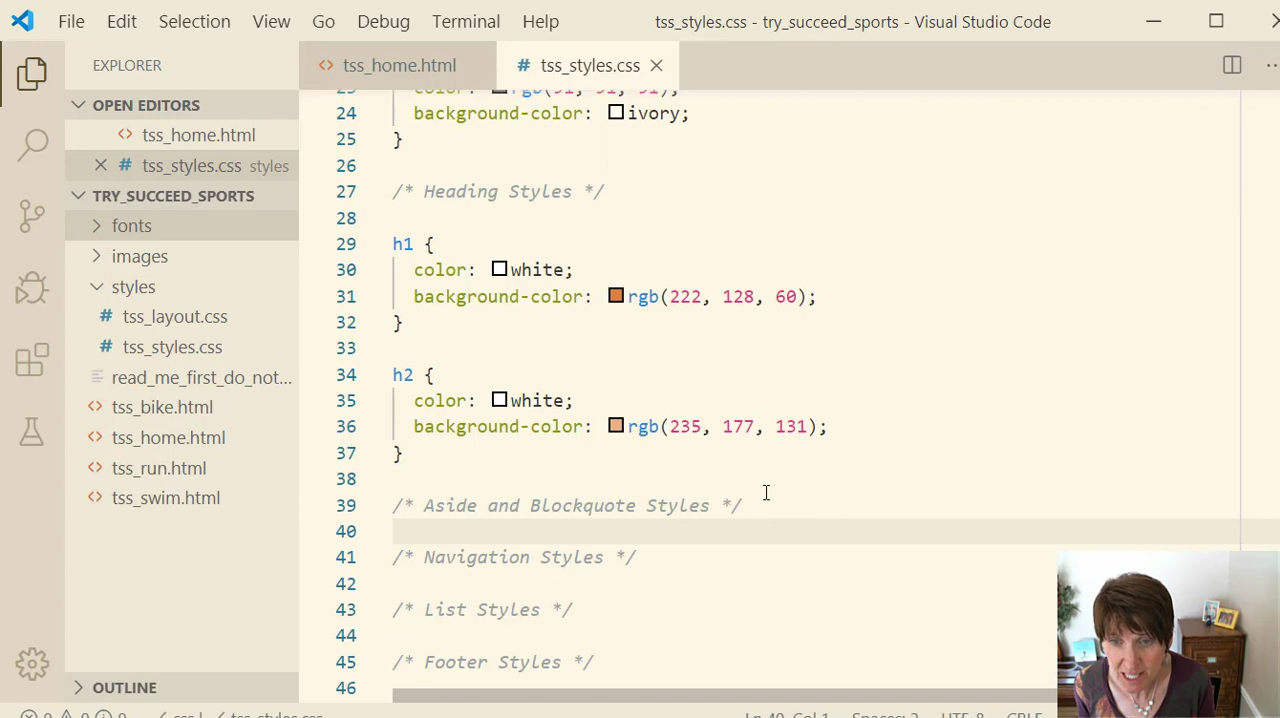 File Edit Selection View Go Debug Terminal Help tss_styles.css - try_succeed_sports - Visual Studio Code
EXPLORER
tss_home.html
# tss_styles.css
OPEN EDITORS
<> tss_home.html
# tss_styles.css styles
TRY_SUCCEED_SPORTS
fonts
images
styles
# tss_layout.css
# tss_styles.css
read_me_first_do_not...
<> tss_bike.html
<> tss_home.html
<> tss_run.html
<> tss_swim.html
OUTLINE
24 background-color: ivory;
25 }
26
27 /* Heading Styles */
28
29 h1 {
30 color: white;
31 background-color: rgb(222, 128, 60);
32 }
33
34 h2 {
35 color: white;
36 background-color: rgb(235, 177, 131);
37 }
38
39 /* Aside and Blockquote Styles */
40
41 /* Navigation Styles */
42
43 /* List Styles */
44
45 /* Footer Styles */
46